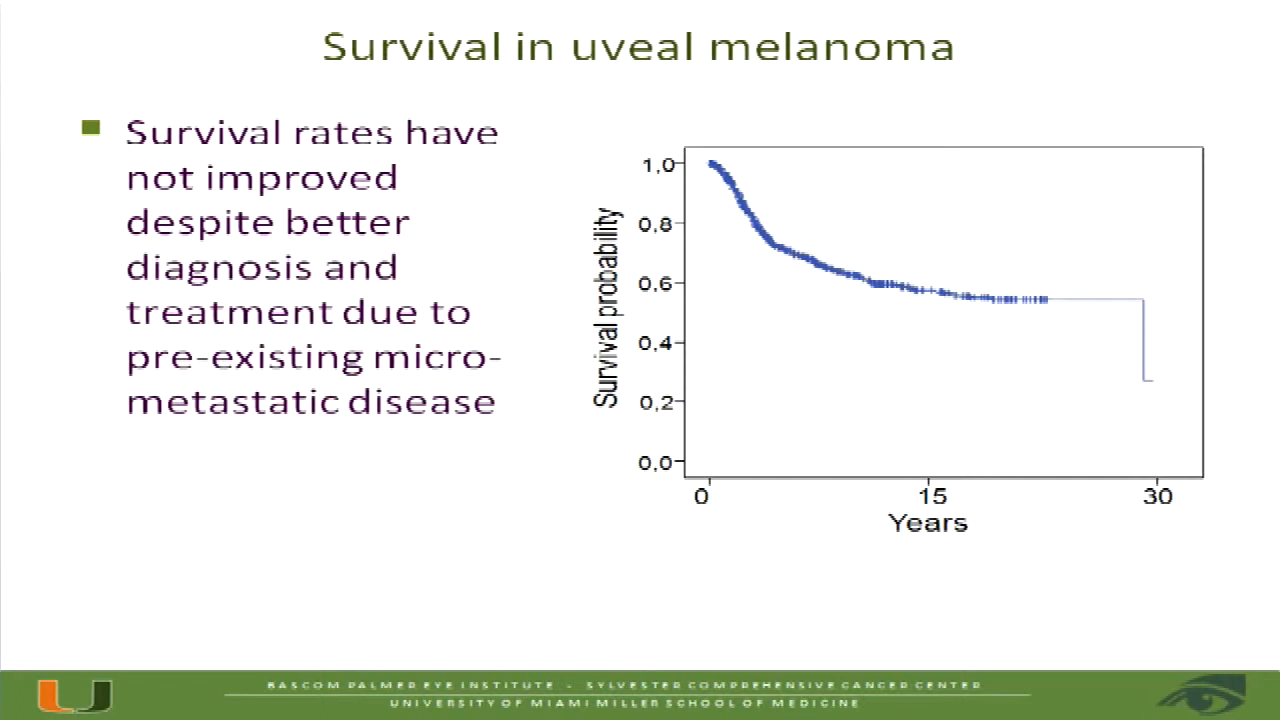 Survival in uveal melanoma
Survival rates have
not improved
despite better
diagnosis and
treatment due to
pre-existing micro-
metastatic disease
Survival probability
1,0
0,8
0,6
0,4
0,2
0,0
0 15 30
Years
BASCOM PALMER EYE INSTITUTE - SYLVESTER COMPREHENSIVE CANCER CENTER
UNIVERSITY OF MIAMI MILLER SCHOOL OF MEDICINE